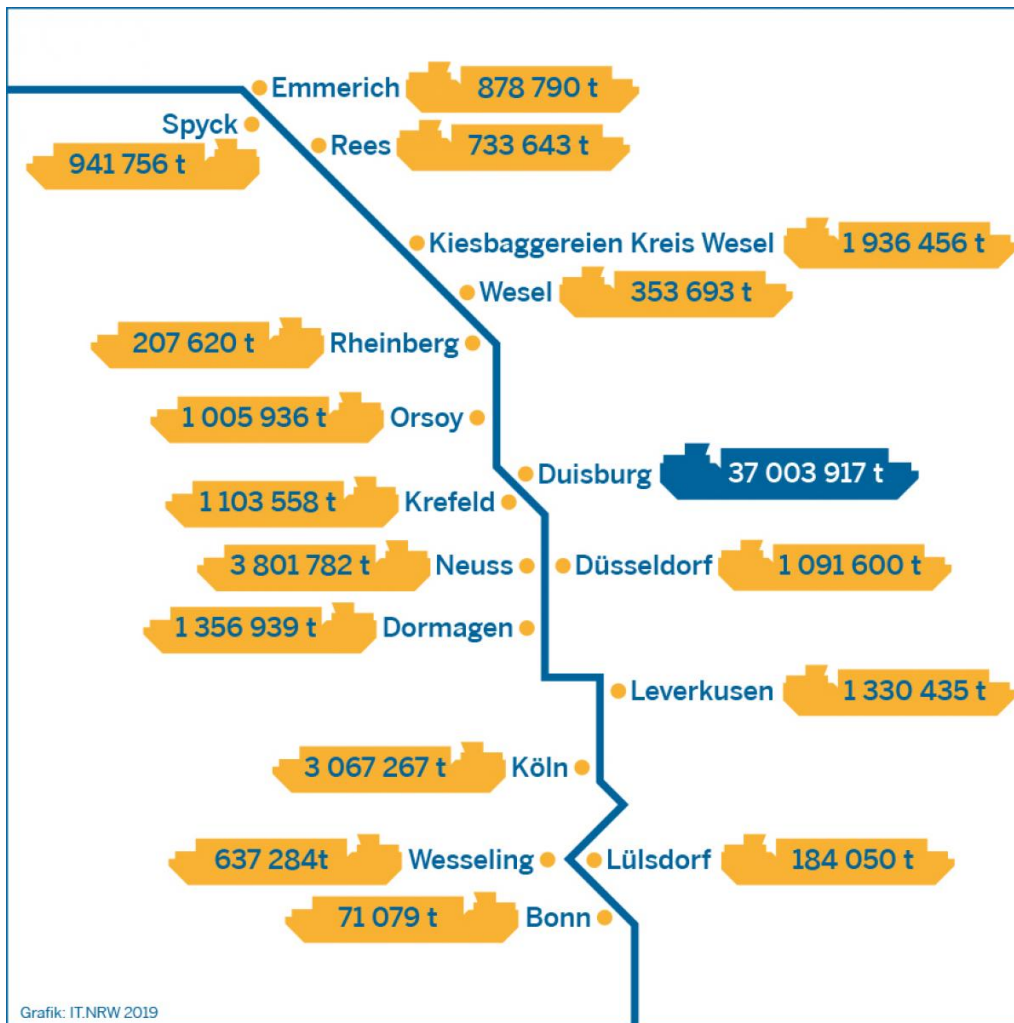 Emmerich 878 790 t
Spyck
941 756 t
Rees 733 643 t
Kiesbaggereien Kreis Wesel 1 936 456 t
Wesel 353 693 t
207 620 t Rheinberg
1 005 936 t Orsoy
Duisburg 37 003 917 t
1 103 558 t Krefeld
3 801 782 t Neuss
Düsseldorf 1 091 600 t
1 356 939 t Dormagen
Leverkusen 1 330 435 t
3 067 267 t Köln
637 284t Wesseling
Lülsdorf 184 050 t
71 079 t Bonn
Grafik: IT.NRW 2019